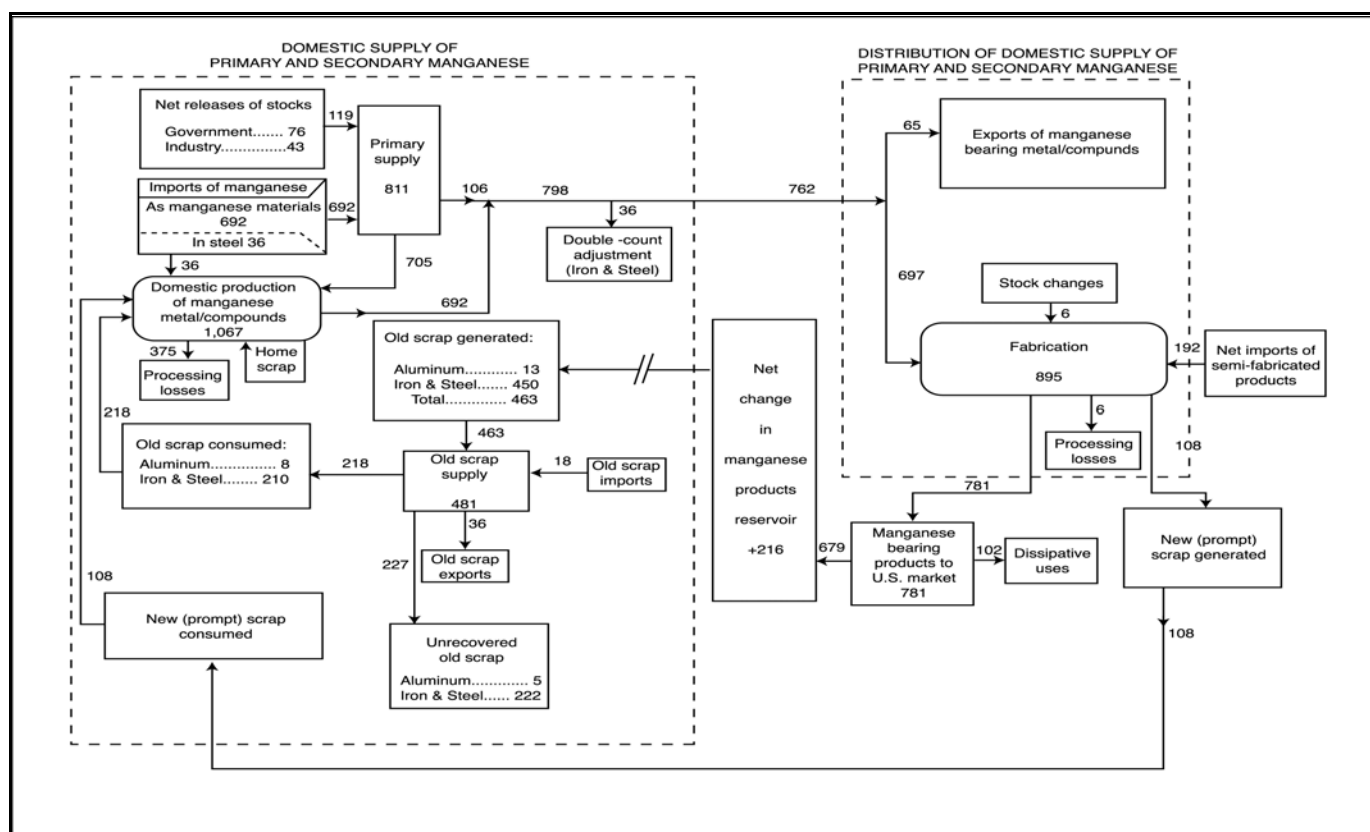 DOMESTIC SUPPLY OF
PRIMARY AND SECONDARY MANGANESE
DISTRIBUTION OF DOMESTIC SUPPLY OF
PRIMARY AND SECONDARY MANGANESE
Net releases of stocks
Government....... 76
Industry...............43
119
Primary
supply
811
Imports of manganese
As manganese materials
692
In steel 36
692
36
705
106
798
36
Double -count
adjustment
(Iron & Steel)
762
65
Exports of manganese
bearing metal/compunds
697
Stock changes
6
Fabrication
895
192
Net imports of
semi-fabricated
products
6
Processing
losses
108
781
Domestic production
of manganese
metal/compounds
1,067
692
375
Processing
losses
Home
scrap
218
Old scrap generated:
Aluminum............ 13
Iron & Steel....... 450
Total.............. 463
463
Old scrap consumed:
Aluminum............... 8
Iron & Steel........ 210
218
Old scrap
supply
481
18
Old scrap
imports
36
Old scrap
exports
227
Unrecovered
old scrap
Aluminum............. 5
Iron & Steel...... 222
108
New (prompt) scrap
consumed
Net
change
in
manganese
products
reservoir
+216
679
Manganese
bearing
products to
U.S. market
781
102
Dissipative
uses
New (prompt)
scrap generated
108